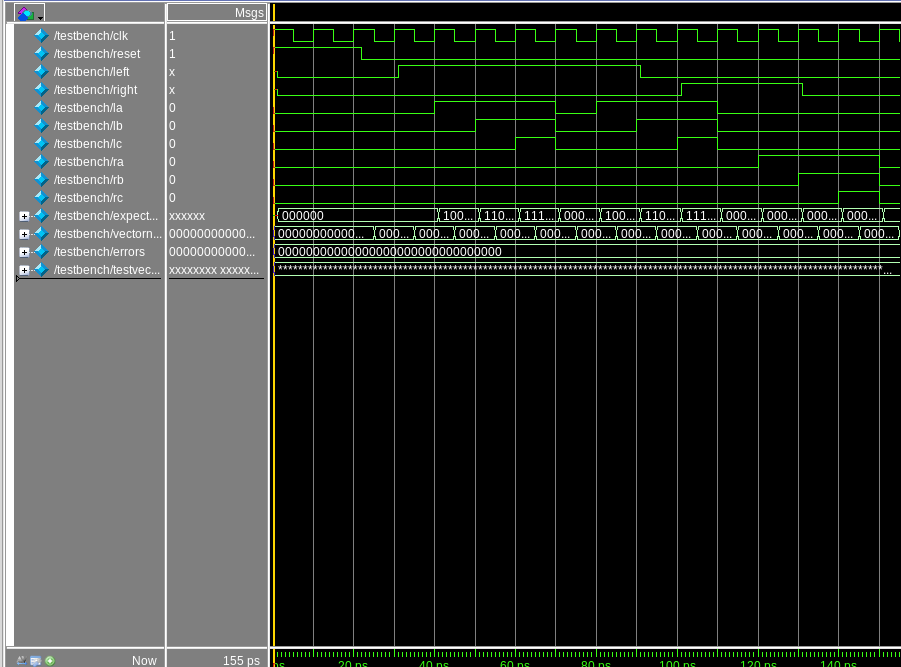 Msgs
/testbench/clk 1
/testbench/reset 1
/testbench/left x
/testbench/right x
/testbench/la 0
/testbench/lb 0
/testbench/lc 0
/testbench/ra 0
/testbench/rb 0
/testbench/rc 0
/testbench/expect... xxxxxx 000000 100... 110... 111... 000... 100... 110... 111... 000... 000... 000... 000...
/testbench/vectorn... 00000000000... 00000000000... 000... 000... 000... 000... 000... 000... 000... 000... 000... 000... 000... 000... 000...
/testbench/errors 00000000000... 00000000000000000000000000000000
/testbench/testvec... xxxxxxxx xxxxx... ...
Now 155 ps ps 20 ps 40 ps 60 ps 80 ps 100 ps 120 ps 140 ps